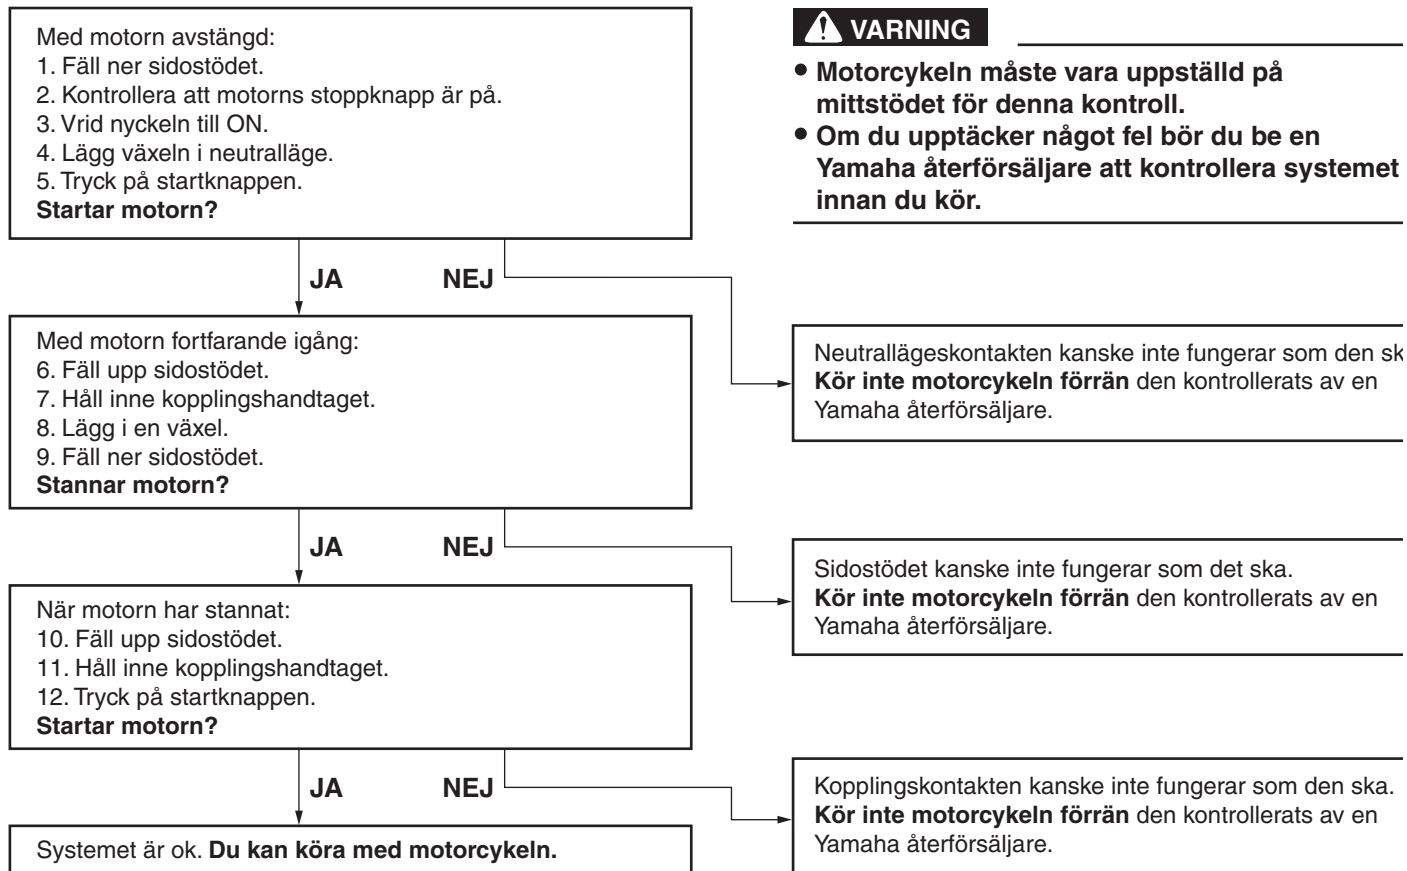 Med motorn avstängd:
1. Fäll ner sidostödet.
2. Kontrollera att motorns stoppknapp är på.
3. Vrid nyckeln till ON.
4. Lägg växeln i neutralläge.
5. Tryck på startknappen.
Startar motorn?
VARNING
● Motorcykeln måste vara uppställd på
mittstödet för denna kontroll.
● Om du upptäcker något fel bör du be en
Yamaha återförsäljare att kontrollera systemet
innan du kör.
JA NEJ
Med motorn fortfarande igång:
6. Fäll upp sidostödet.
7. Håll inne kopplingshandtaget.
8. Lägg i en växel.
9. Fäll ner sidostödet.
Stannar motorn?
Neutrallägeskontakten kanske inte fungerar som den
Kör inte motorcykeln förrän den kontrollerats av en
Yamaha återförsäljare.
JA NEJ
När motorn har stannat:
10. Fäll upp sidostödet.
11. Håll inne kopplingshandtaget.
12. Tryck på startknappen.
Startar motorn?
Sidostödet kanske inte fungerar som det ska.
Kör inte motorcykeln förrän den kontrollerats av en
Yamaha återförsäljare.
JA NEJ
Systemet är ok. Du kan köra med motorcykeln.
Kopplingskontakten kanske inte fungerar som den ska.
Kör inte motorcykeln förrän den kontrollerats av en
Yamaha återförsäljare.